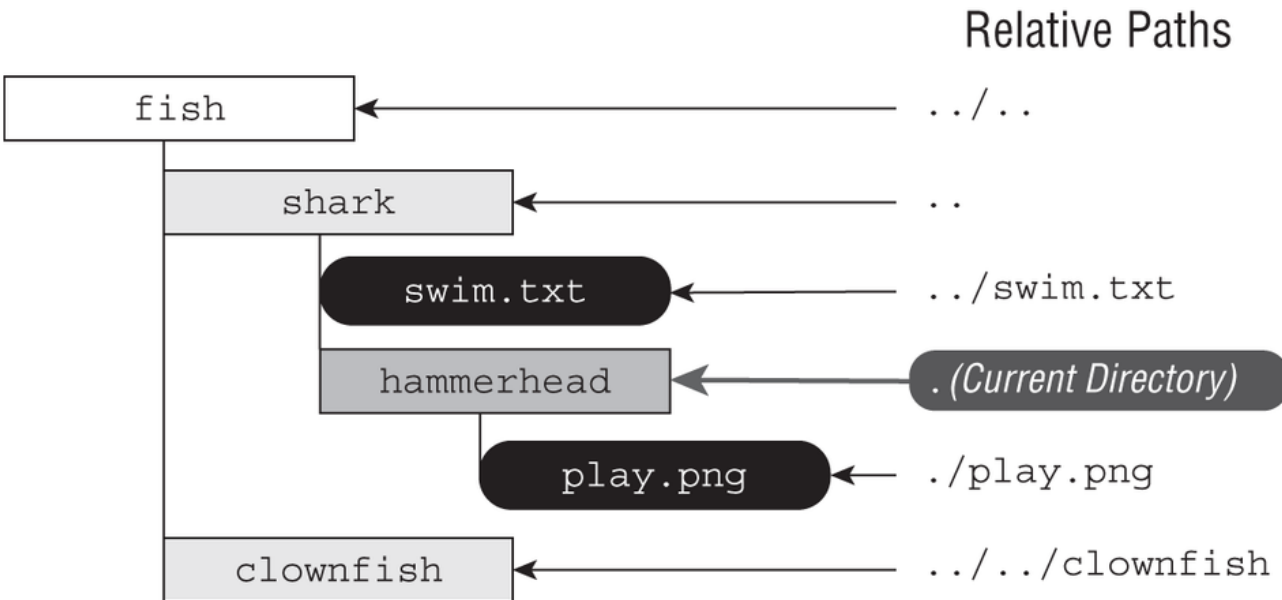 Relative Paths
fish ../..
shark ..
swim.txt ../swim.txt
hammerhead . (Current Directory)
play.png ./play.png
clownfish ../../clownfish